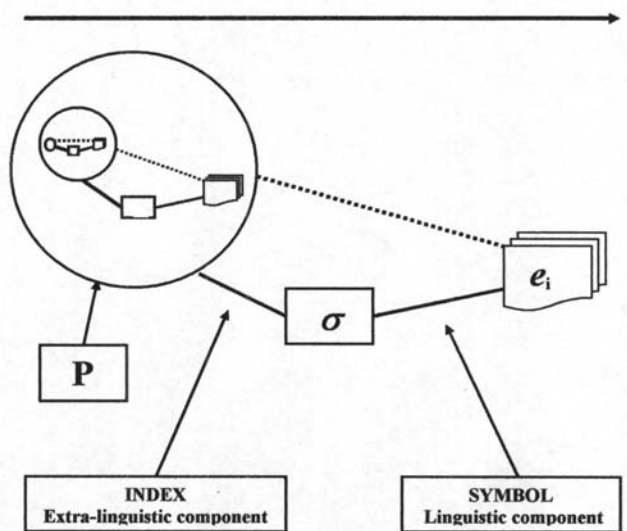 e_i
σ
P
INDEX
Extra-linguistic component
SYMBOL
Linguistic component